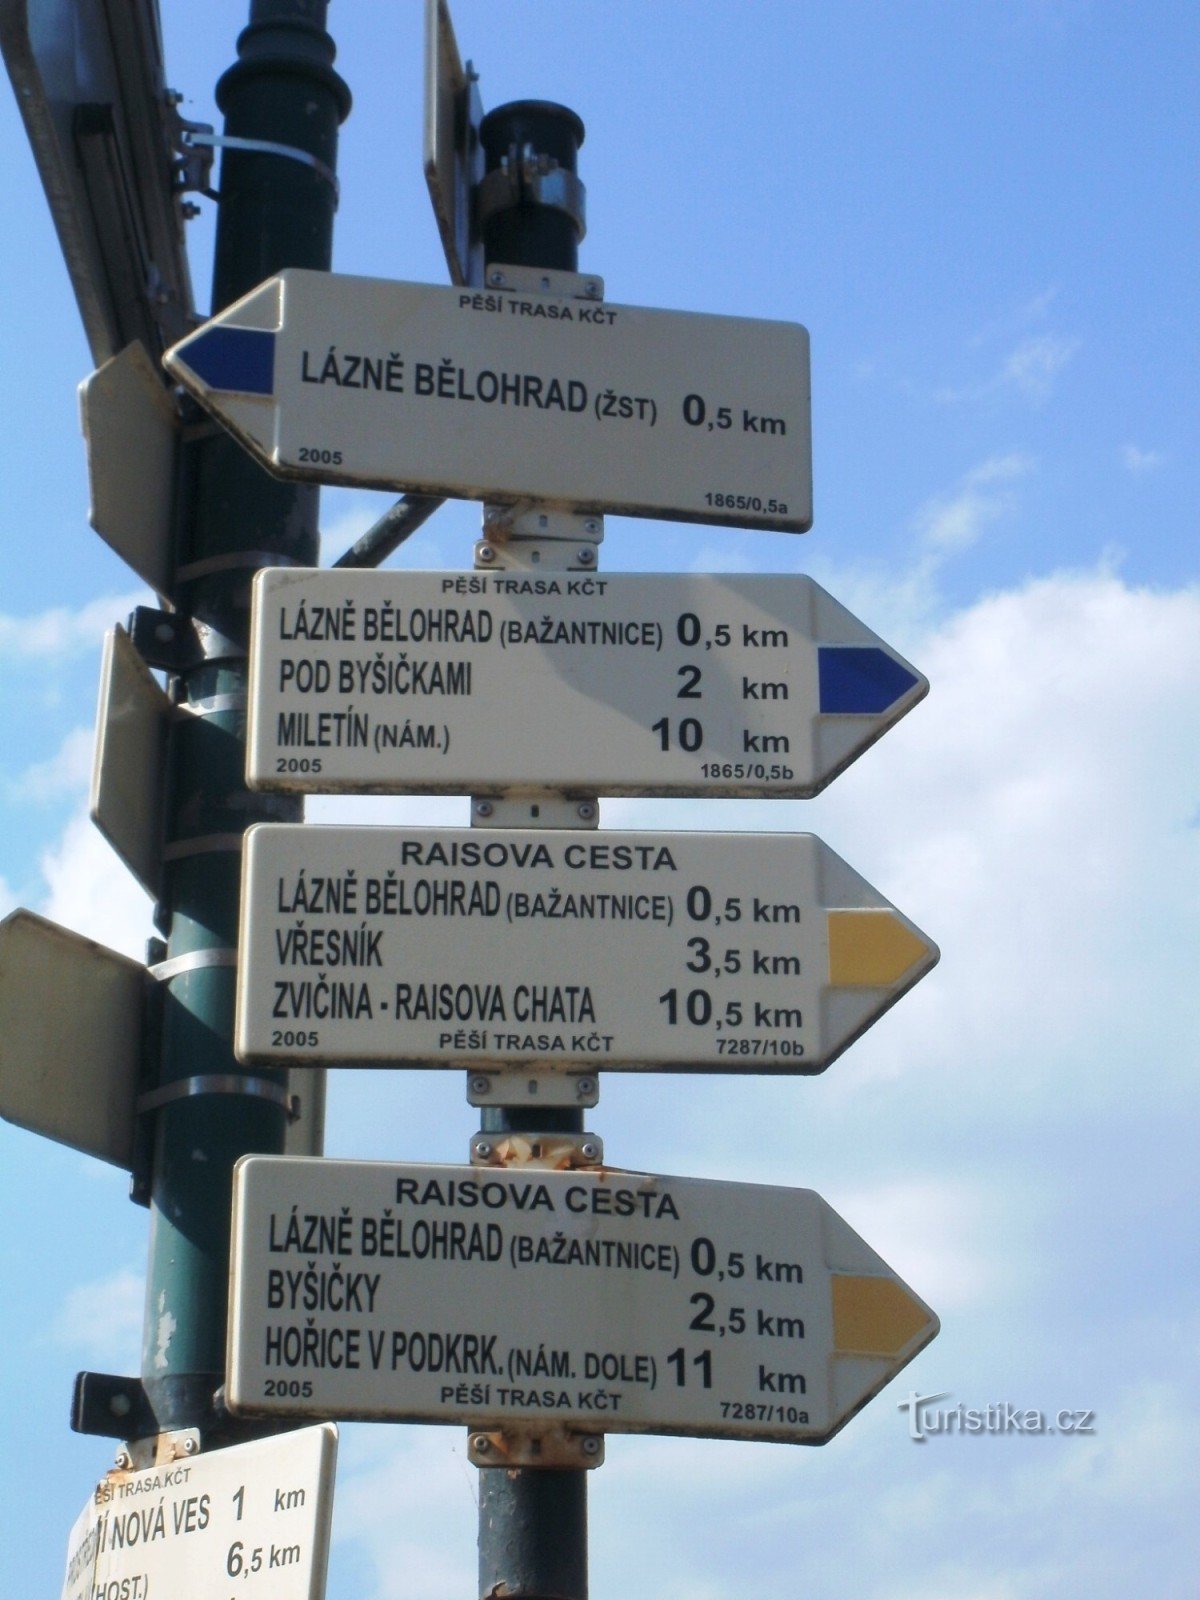 PĚŠÍ TRASA KČT
LÁZNĚ BĚLOHRAD (ŽST) 0,5 km
2005
1865/0,5a
PĚŠÍ TRASA KČT
LÁZNĚ BĚLOHRAD (BAŽANTNICE) 0,5 km
POD BYŠIČKAMI 2 km
MILETÍN (NÁM.) 10 km
2005 1865/0,5b
RAISOVA CESTA
LÁZNĚ BĚLOHRAD (BAŽANTNICE) 0,5 km
VŘESNÍK 3,5 km
ZVIČINA - RAISOVA CHATA 10,5 km
2005 PĚŠÍ TRASA KČT 7287/10b
RAISOVA CESTA
LÁZNĚ BĚLOHRAD (BAŽANTNICE) 0,5 km
BYŠIČKY 2,5 km
HOŘICE V PODKRK. (NÁM. DOLE) 11 km
2005 PĚŠÍ TRASA KČT 7287/10a
Turistika.cz
PĚŠÍ TRASA KČT
NOVÁ VES 1 km
6,5 km
(HOST.)